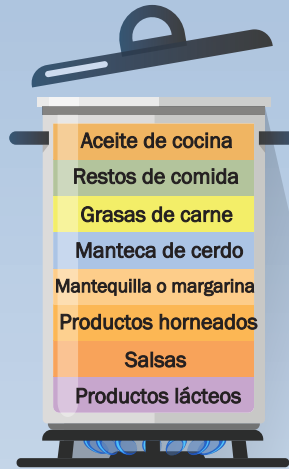 Aceite de cocina
Restos de comida
Grasas de carne
Manteca de cerdo
Mantequilla o margarina
Productos horneados
Salsas
Productos lácteos